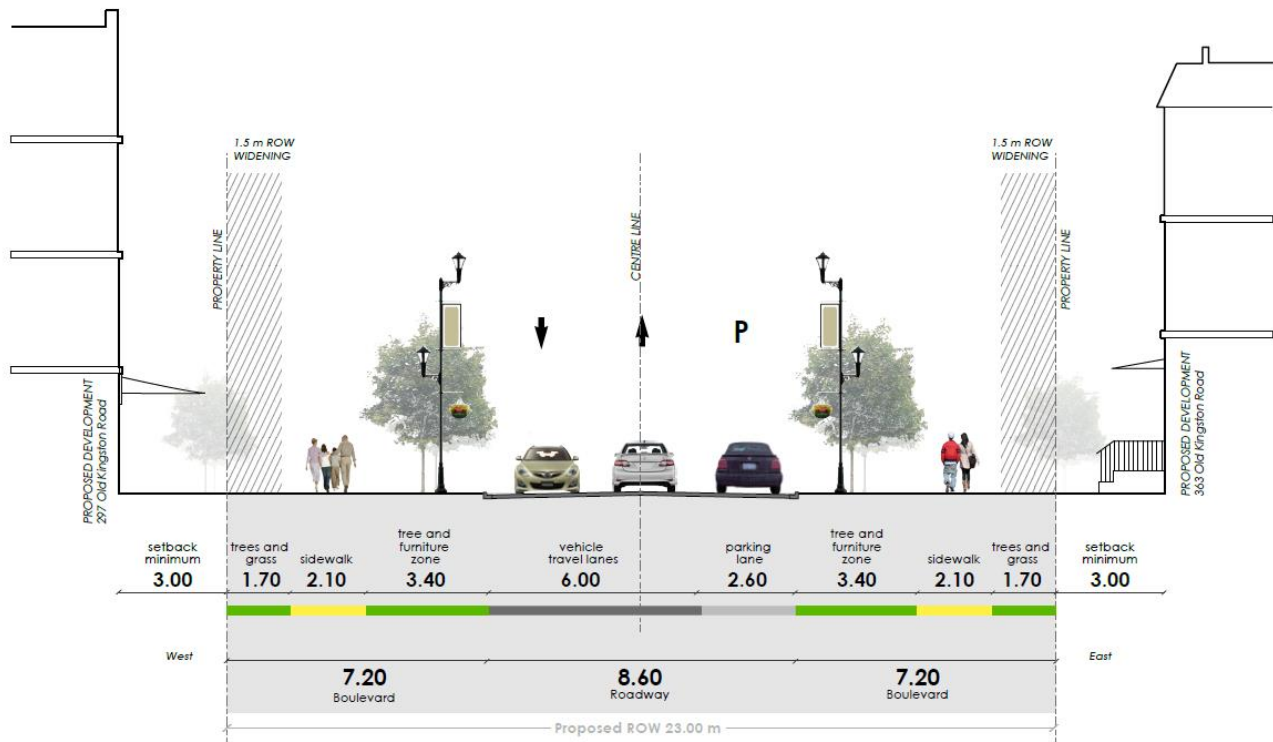 1.5 m ROW
WIDENING
1.5 m ROW
WIDENING
PROPERTY LINE
CENTRE LINE
PROPERTY LINE
P
PROPOSED DEVELOPMENT
297 Old Kingston Road
PROPOSED DEVELOPMENT
363 Old Kingston Road
setback
minimum
3.00
trees and
grass
1.70
sidewalk
2.10
tree and
furniture
zone
3.40
vehicle
travel lanes
6.00
parking
lane
2.60
tree and
furniture
zone
3.40
sidewalk
2.10
trees and
grass
1.70
setback
minimum
3.00
West
East
7.20
Boulevard
8.60
Roadway
7.20
Boulevard
Proposed ROW 23.00 m